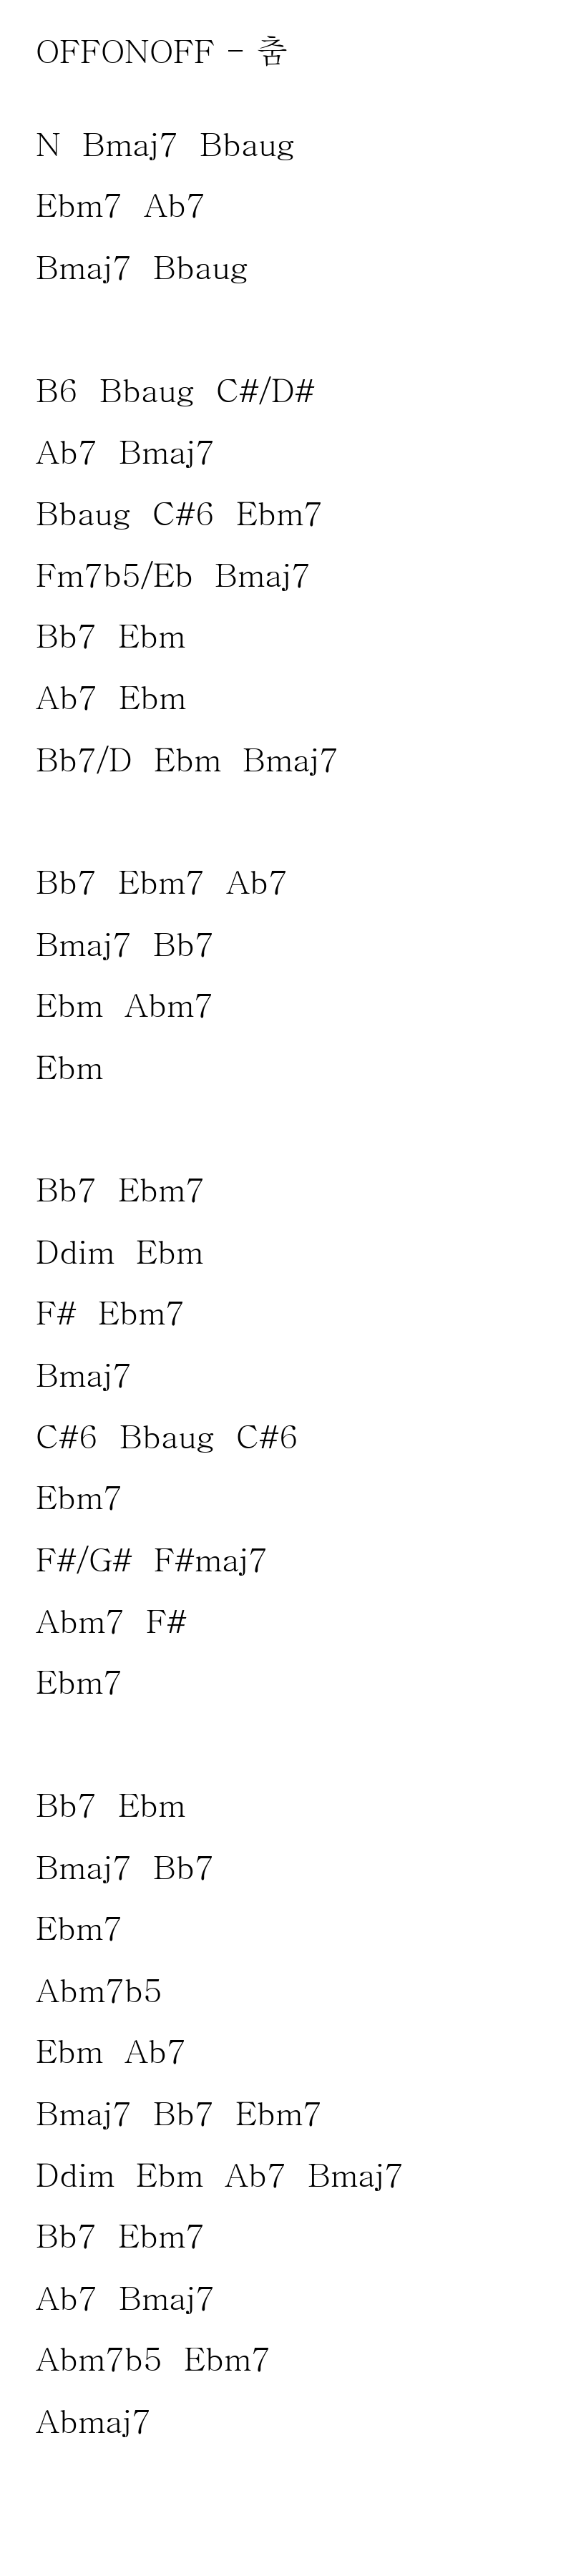 OFFONOFF - 춤
N Bmaj7 Bbaug
Ebm7 Ab7
Bmaj7 Bbaug
B6 Bbaug C#/D#
Ab7 Bmaj7
Bbaug C#6 Ebm7
Fm7b5/Eb Bmaj7
Bb7 Ebm
Ab7 Ebm
Bb7/D Ebm Bmaj7
Bb7 Ebm7 Ab7
Bmaj7 Bb7
Ebm Abm7
Ebm
Bb7 Ebm7
Ddim Ebm
F# Ebm7
Bmaj7
C#6 Bbaug C#6
Ebm7
F#/G# F#maj7
Abm7 F#
Ebm7
Bb7 Ebm
Bmaj7 Bb7
Ebm7
Abm7b5
Ebm Ab7
Bmaj7 Bb7 Ebm7
Ddim Ebm Ab7 Bmaj7
Bb7 Ebm7
Ab7 Bmaj7
Abm7b5 Ebm7
Abmaj7